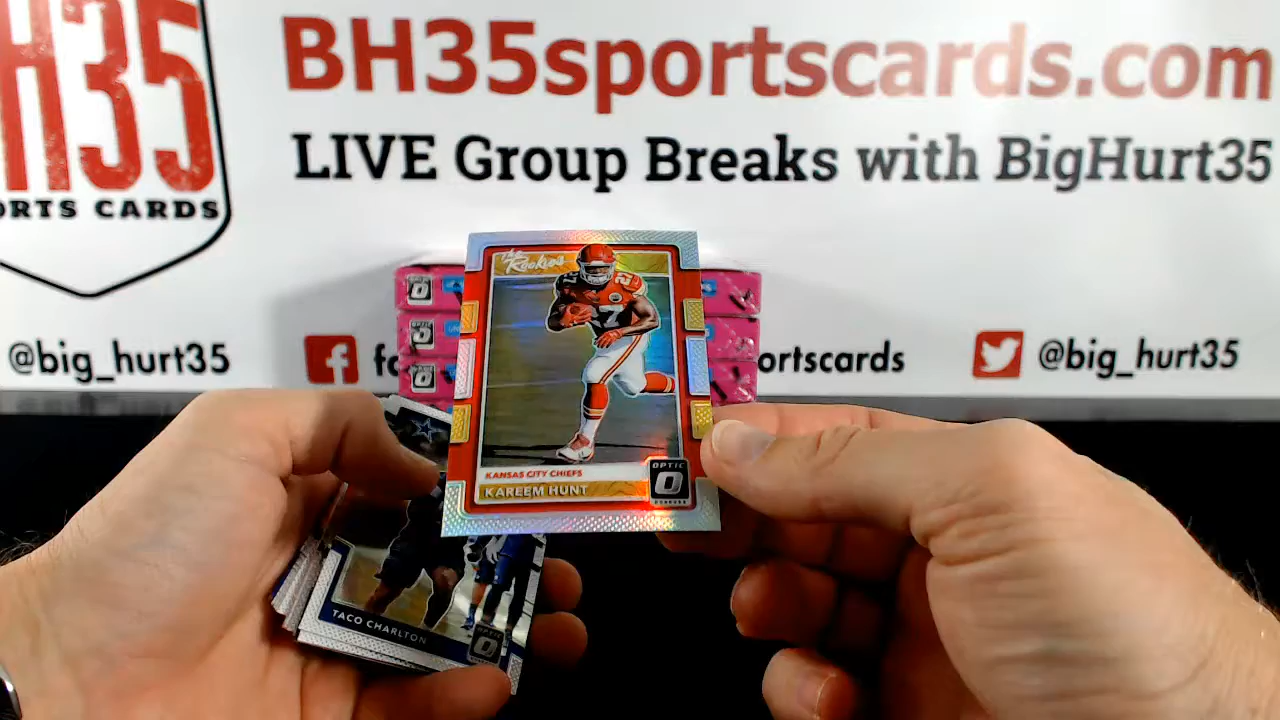 H35
ORTS CARDS
BH35sportscards.com
LIVE Group Breaks with BigHurt35
@big_hurt35
f
ortscards
@big_hurt35
The Rookies
27
KANSAS CITY CHIEFS
KAREEM HUNT
OPTIC
TACO CHARLTON
OPTIC